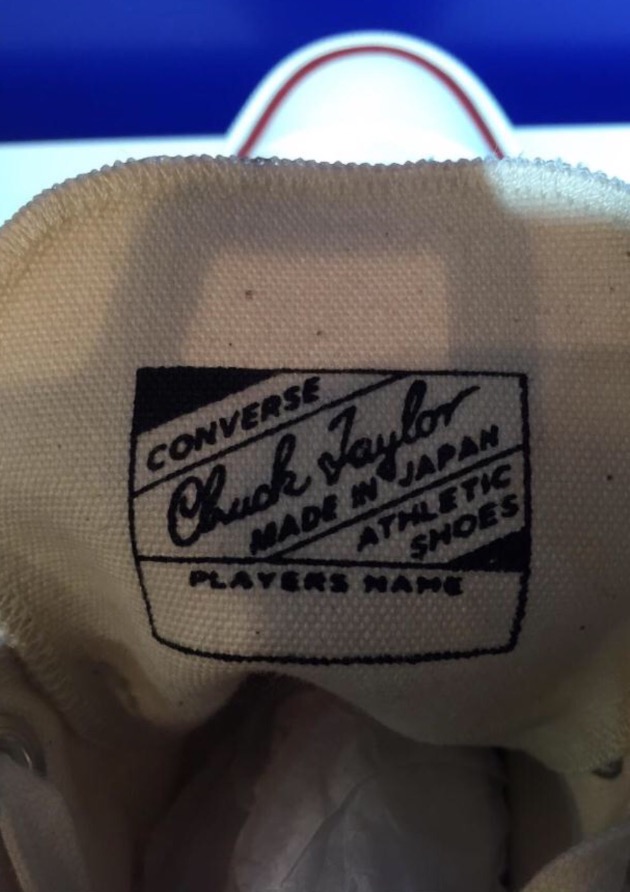 CONVERSE
Chuck Taylor
MADE IN JAPAN
ATHLETIC
SHOES
PLAYERS NAME